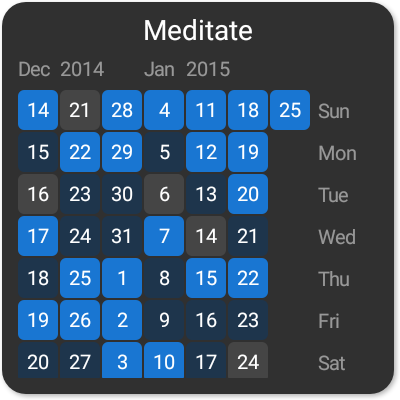 Meditate
Dec 2014 Jan 2015
14 21 28 4 11 18 25 Sun
15 22 29 5 12 19 Mon
16 23 30 6 13 20 Tue
17 24 31 7 14 21 Wed
18 25 1 8 15 22 Thu
19 26 2 9 16 23 Fri
20 27 3 10 17 24 Sat